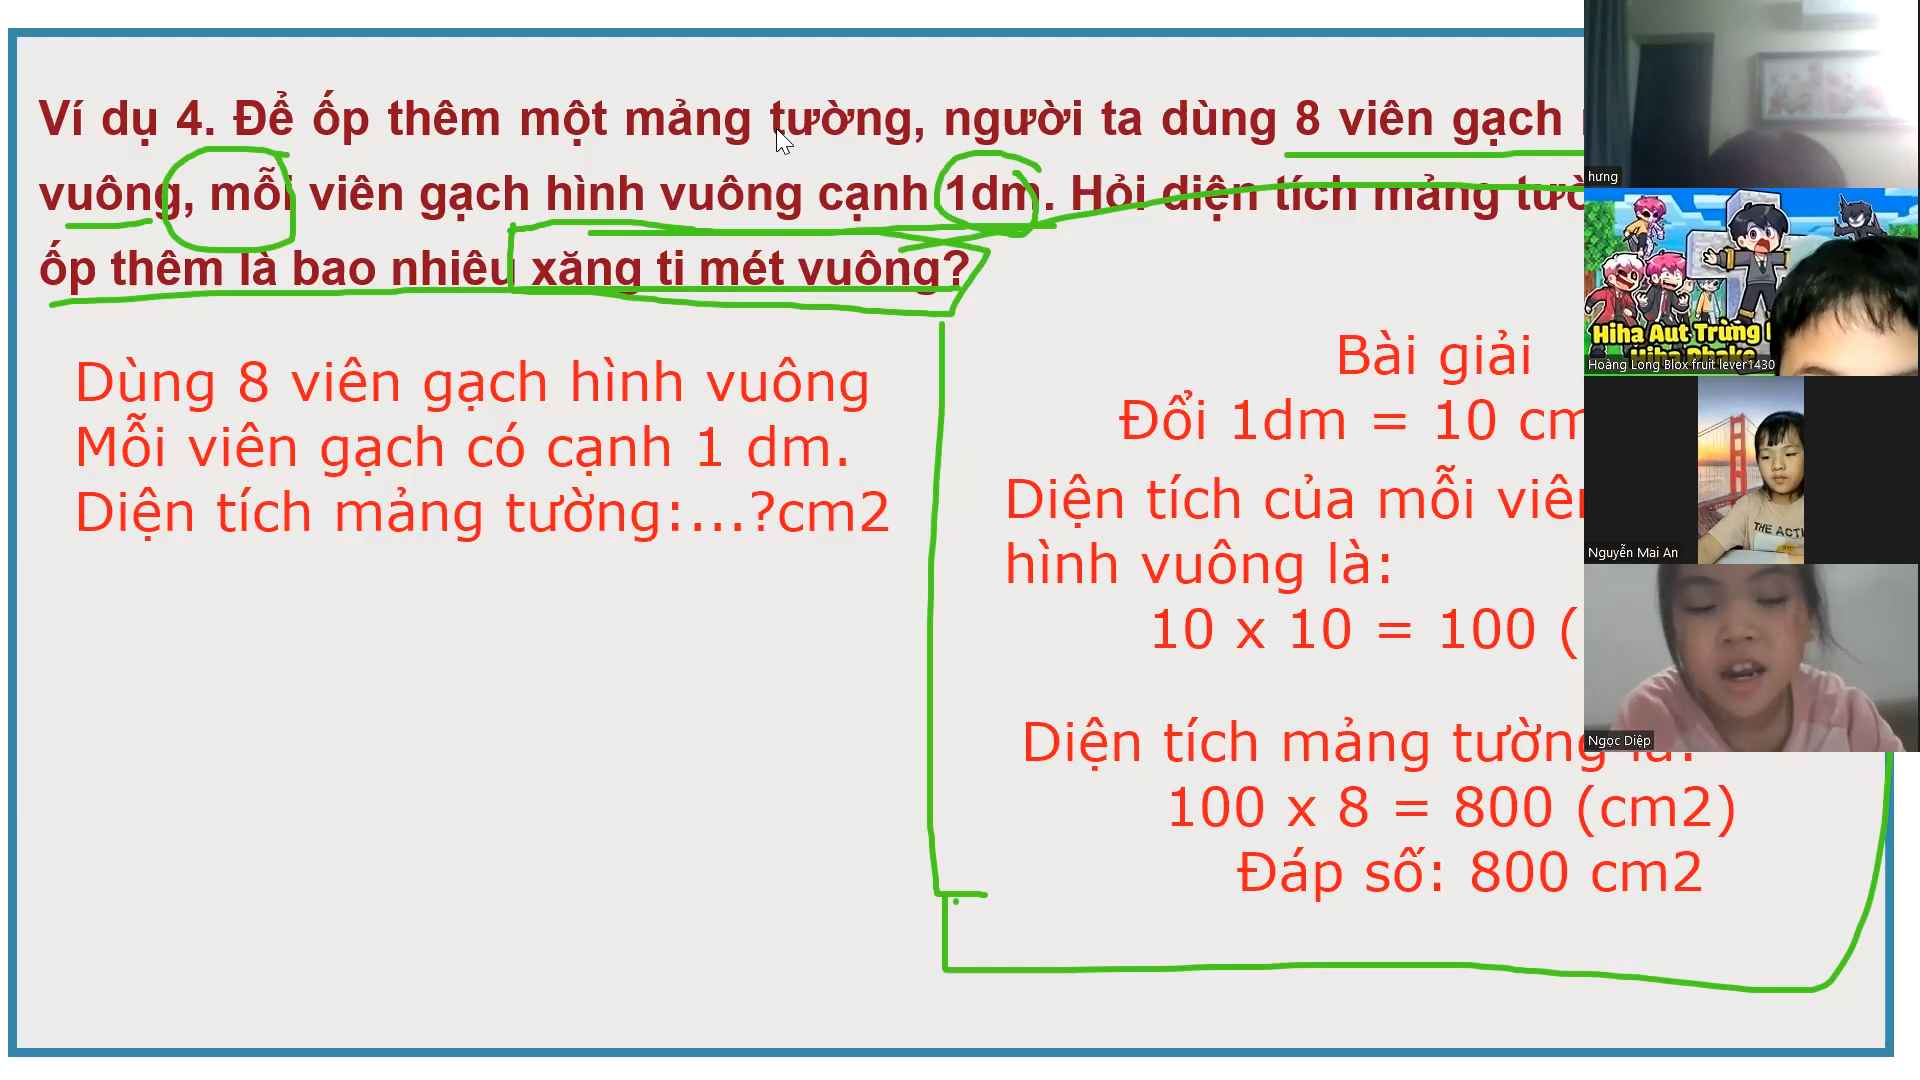 Ví dụ 4. Để ốp thêm một mảng tường, người ta dùng 8 viên gạch
vuông, mỗi viên gạch hình vuông cạnh 1dm. Hỏi diện tích mảng
ốp thêm là bao nhiêu xăng ti mét vuông?
Dùng 8 viên gạch hình vuông
Mỗi viên gạch có cạnh 1 dm.
Diện tích mảng tường:...?cm2
Bài giải
Đổi 1dm = 10 cm
Diện tích của mỗi viên
hình vuông là:
10 x 10 = 100 (
Diện tích mảng tường là:
100 x 8 = 800 (cm2)
Đáp số: 800 cm2
hưng
Hiha Aut Trừng
Hoàng Long Blox fruit lever1430
Nguyễn Mai An
THE ACTI
Ngọc Diệp